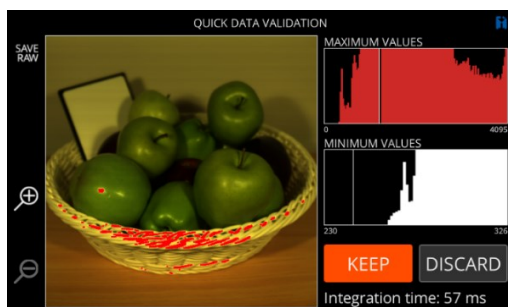 QUICK DATA VALIDATION
SAVE
RAW
MAXIMUM VALUES
0 4095
MINIMUM VALUES
230 326
KEEP DISCARD
Integration time: 57 ms